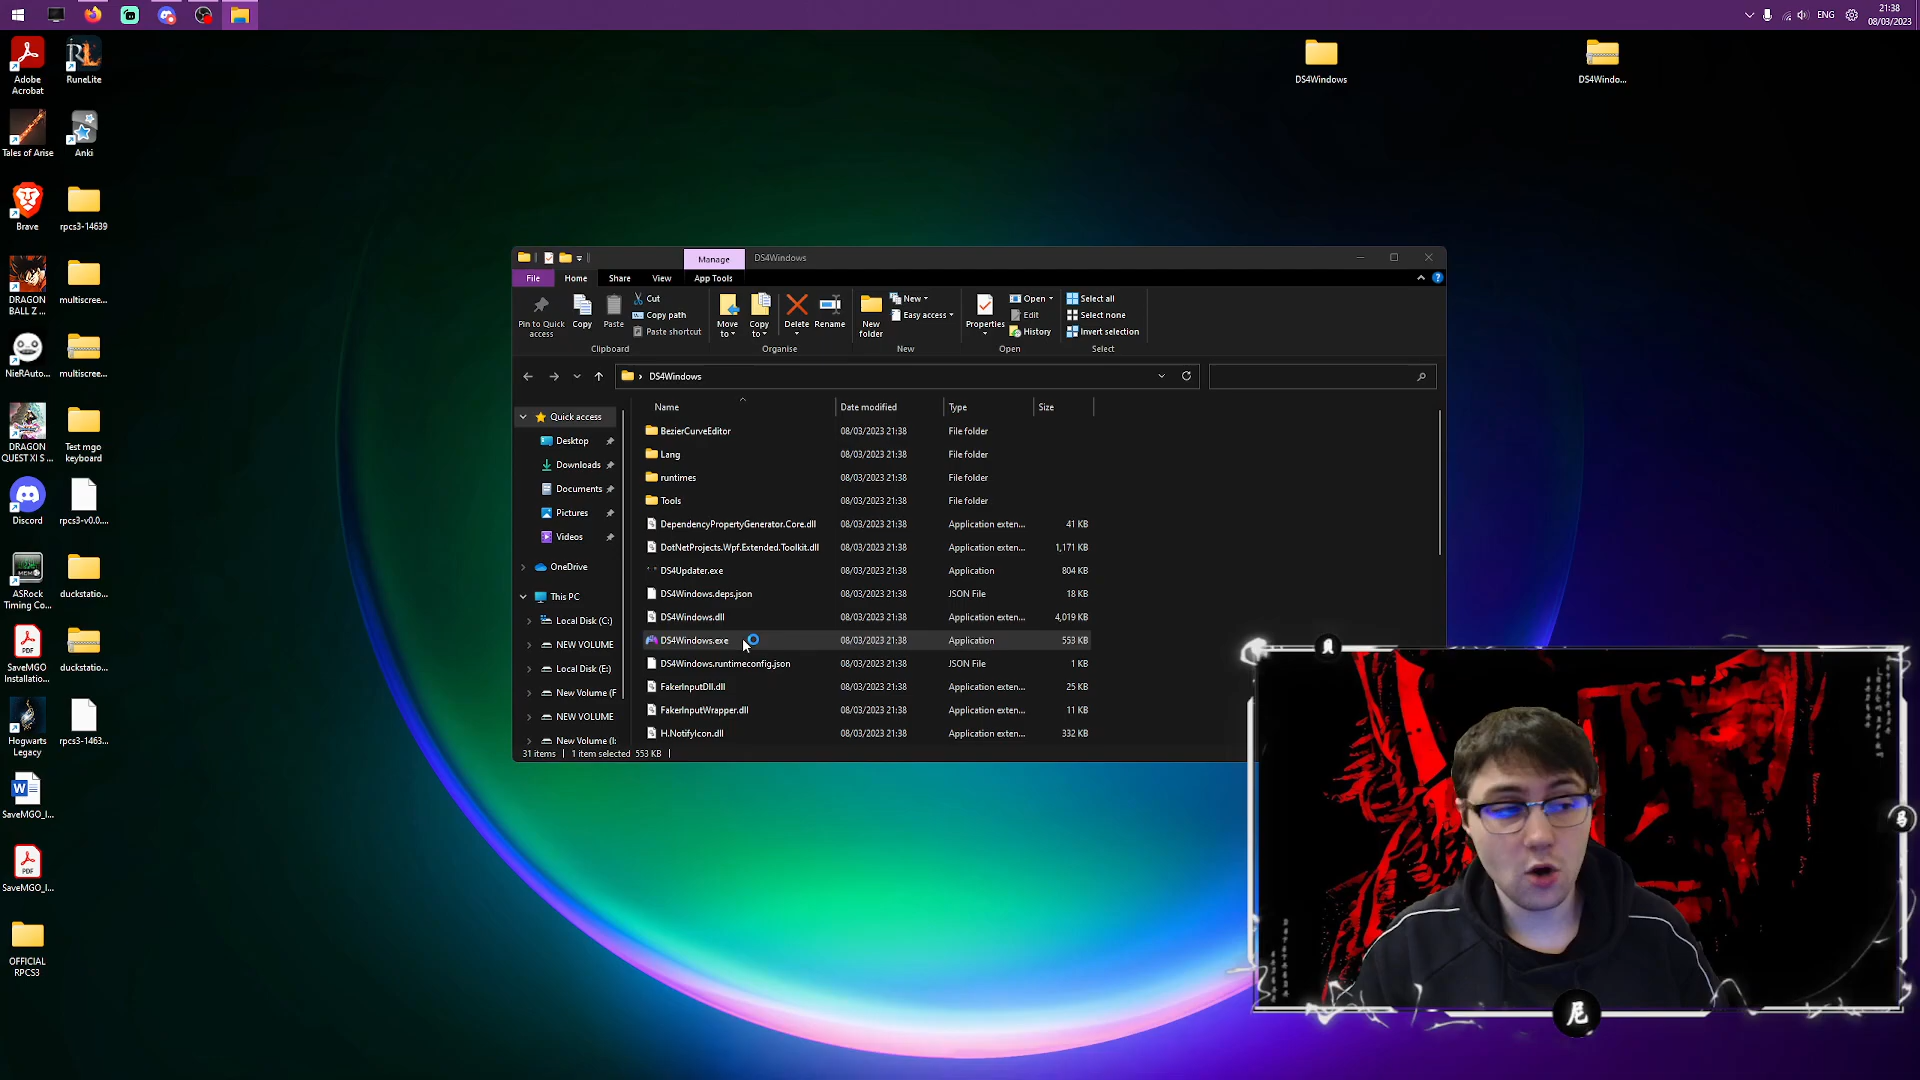 ENG
21:38
08/03/2023
Adobe
Acrobat
RuneLite
DS4Windows
DS4Windo...
Tales of Arise
Anki
Brave
rpcs3-14639
DRAGON
BALL Z ...
multiscree...
NieRAuto...
multiscree...
DRAGON
QUEST XI S ...
Test mgo
keyboard
Discord
rpcs3-v0.0....
ASRock
Timing Co...
duckstatio...
SaveMGO
Installatio...
duckstatio...
Hogwarts
Legacy
rpcs3-1463...
SaveMGO_I...
SaveMGO_I...
OFFICIAL
RPCS3
Manage
DS4Windows
File
Home
Share
View
App Tools
Pin to Quick
access
Copy
Paste
Cut
Copy path
Paste shortcut
Clipboard
Move
to
Copy
to
Delete
Rename
Organise
New
folder
New
Easy access
New
Properties
Open
Edit
History
Open
Select all
Select none
Invert selection
Select
DS4Windows
Quick access
Desktop
Downloads
Documents
Pictures
Videos
OneDrive
This PC
Local Disk (C:)
NEW VOLUME
Local Disk (E:)
New Volume (F
NEW VOLUME
New Volume (I:
Name Date modified Type Size
BezierCurveEditor 08/03/2023 21:38 File folder
Lang 08/03/2023 21:38 File folder
runtimes 08/03/2023 21:38 File folder
Tools 08/03/2023 21:38 File folder
DependencyPropertyGenerator.Core.dll 08/03/2023 21:38 Application exten... 41 KB
DotNetProjects.Wpf.Extended.Toolkit.dll 08/03/2023 21:38 Application exten... 1,171 KB
DS4Updater.exe 08/03/2023 21:38 Application 804 KB
DS4Windows.deps.json 08/03/2023 21:38 JSON File 18 KB
DS4Windows.dll 08/03/2023 21:38 Application exten... 4,019 KB
DS4Windows.exe 08/03/2023 21:38 Application 553 KB
DS4Windows.runtimeconfig.json 08/03/2023 21:38 JSON File 1 KB
FakerInputDll.dll 08/03/2023 21:38 Application exten... 25 KB
FakerInputWrapper.dll 08/03/2023 21:38 Application exten... 11 KB
H.NotifyIcon.dll 08/03/2023 21:38 Application exten... 332 KB
31 items 1 item selected 553 KB
贝
马
尼